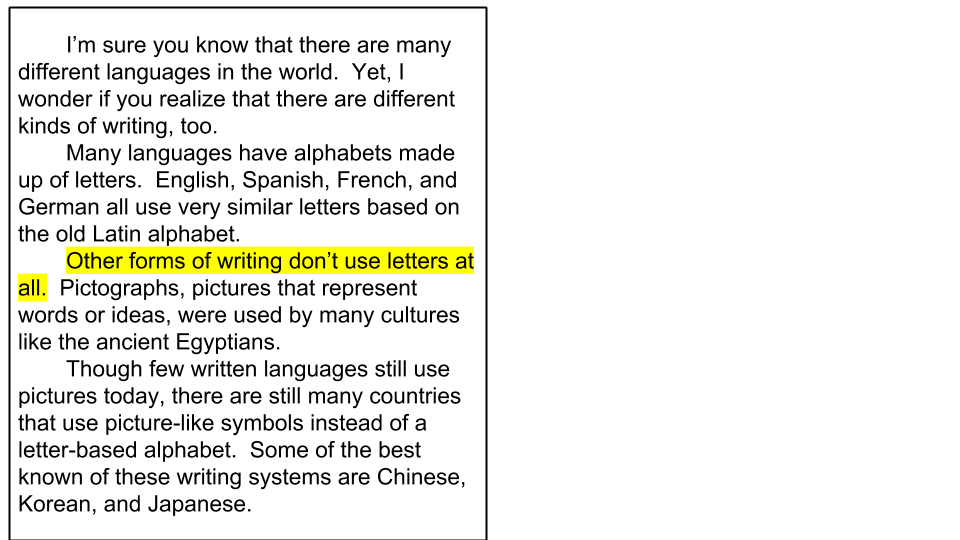 I’m sure you know that there are many
different languages in the world.  Yet, I
wonder if you realize that there are different
kinds of writing, too.
Many languages have alphabets made
up of letters.  English, Spanish, French, and
German all use very similar letters based on
the old Latin alphabet.
Other forms of writing don’t use letters at
all.  Pictographs, pictures that represent
words or ideas, were used by many cultures
like the ancient Egyptians.
Though few written languages still use
pictures today, there are still many countries
that use picture-like symbols instead of a
letter-based alphabet.  Some of the best
known of these writing systems are Chinese,
Korean, and Japanese.